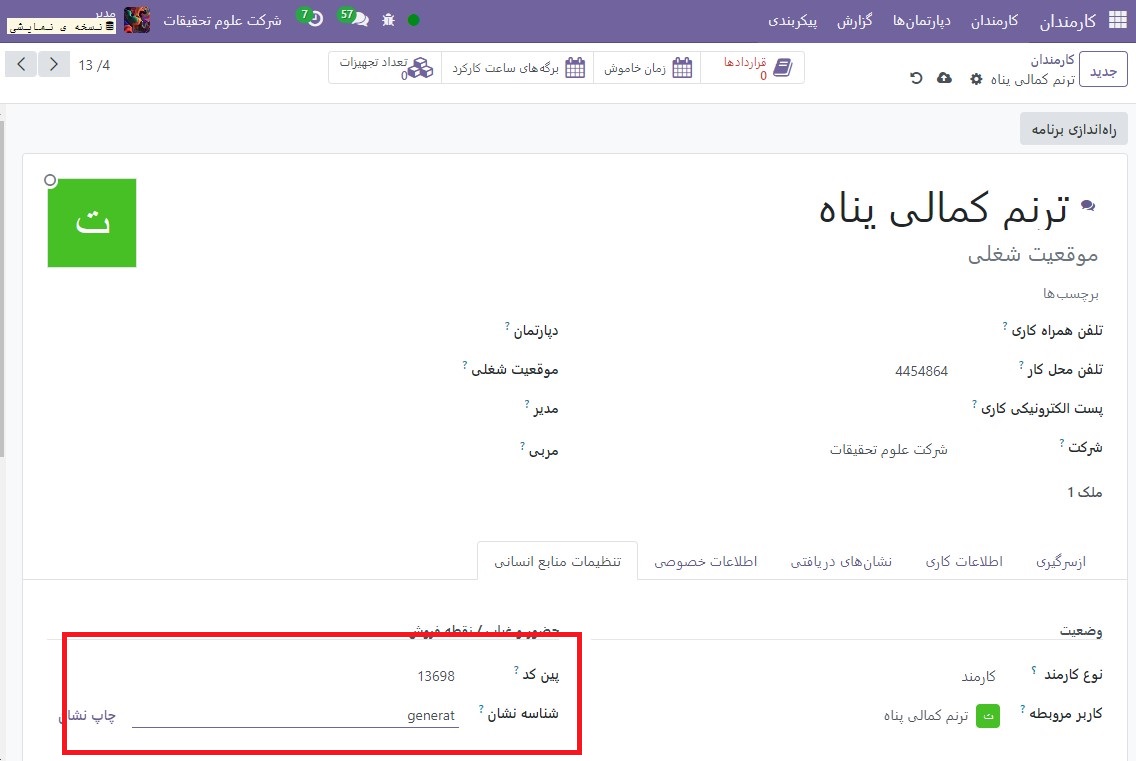 کارمندان کارمندان دپارتمان‌ها گزارش پیکربندی شرکت علوم تحقیقات 7 57 مدیر
نسخه ی نمایشی
جدید کارمندان
ترنم کمالی پناه
قراردادها 0
زمان خاموش
برگه‌های ساعت کارکرد
تعداد تجهیزات 0
13 /4
راه‌اندازی برنامه
ت
ترنم کمالی پناه
موقعیت شغلی
برچسب‌ها
تلفن همراه کاری ?
دپارتمان ?
تلفن محل کار ? 4454864
موقعیت شغلی ?
پست الکترونیکی کاری ?
مدیر ?
شرکت ? شرکت علوم تحقیقات
مربی ?
ملک 1
ازسرگیری اطلاعات کاری نشان‌های دریافتی اطلاعات خصوصی تنظیمات منابع انسانی
وضعیت
حضور و غیاب / نقطه فروش
نوع کارمند ؟ کارمند
پین کد ? 13698
کاربر مروبطه ? ت ترنم کمالی پناه
شناسه نشان ? generat چاپ نشان